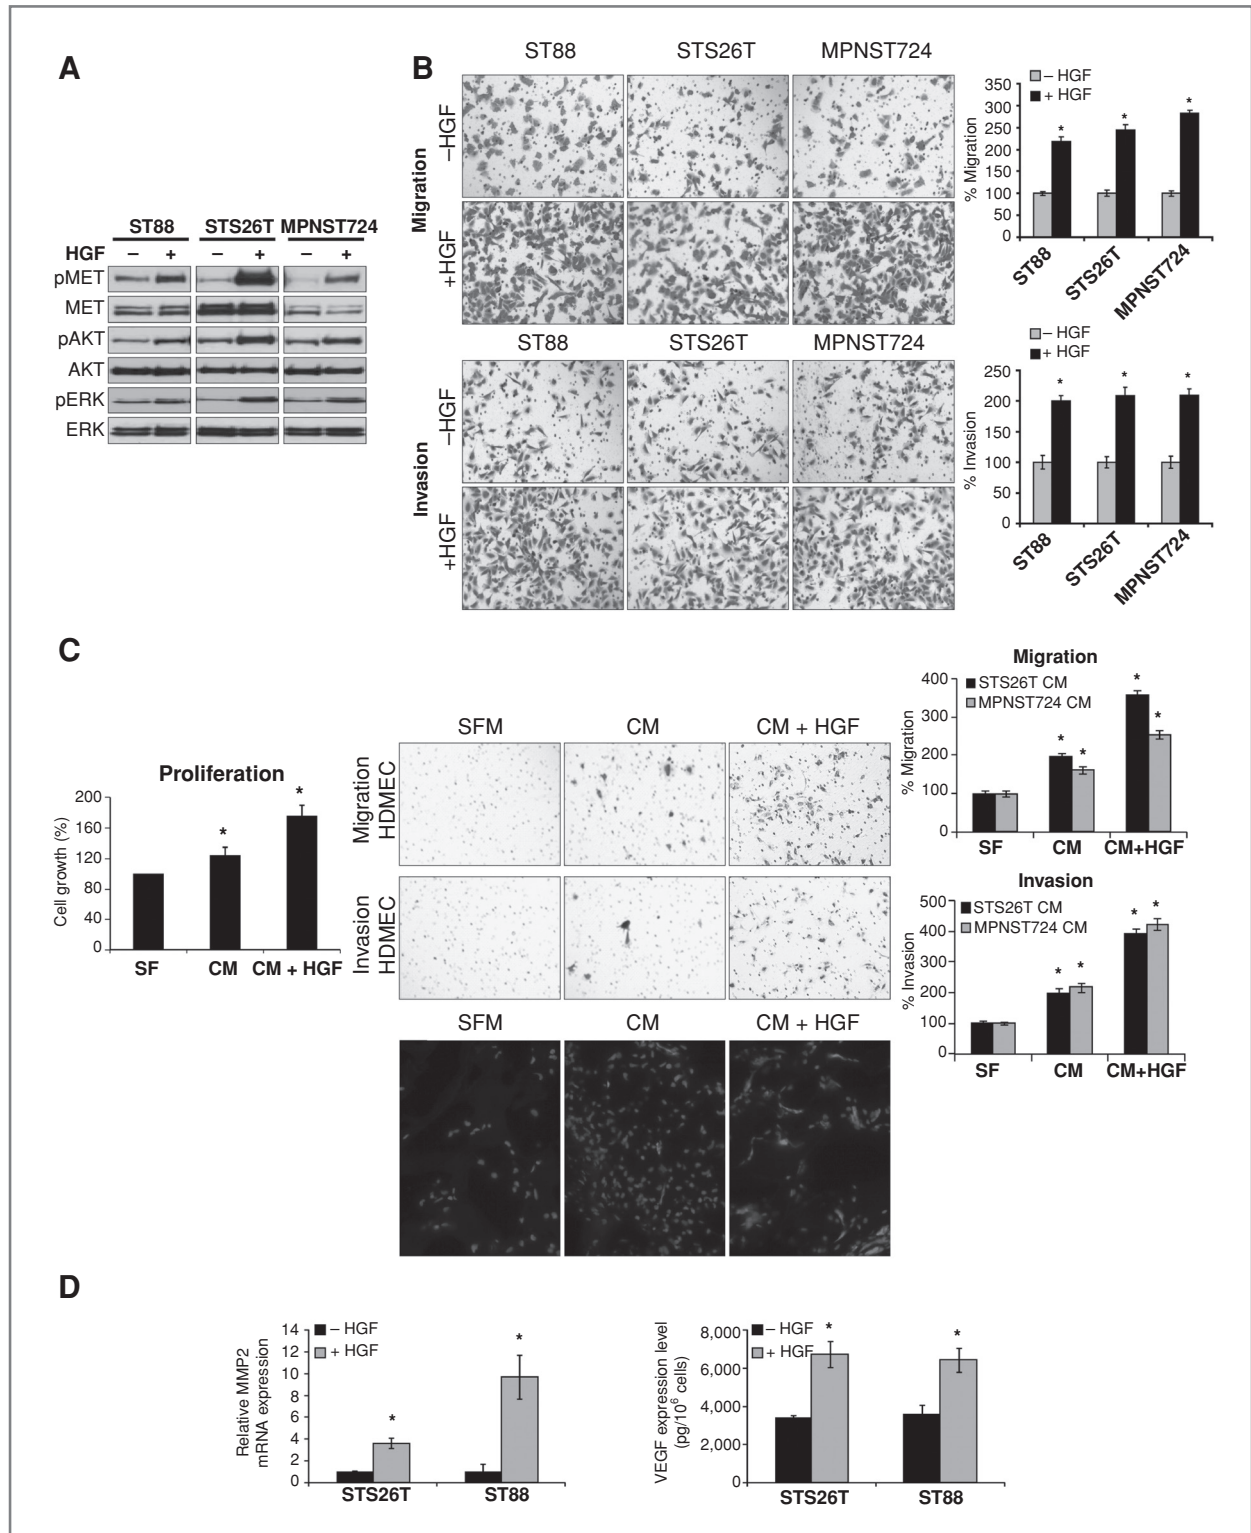 A
ST88 STS26T MPNST724
HGF – + – + – +
pMET
MET
pAKT
AKT
pERK
ERK
B
ST88 STS26T MPNST724
Migration
–HGF
+HGF
ST88 STS26T MPNST724
Invasion
–HGF
+HGF
– HGF
+ HGF
% Migration
350
300
250
200
150
100
50
0
* * *
ST88 STS26T MPNST724
– HGF
+ HGF
% Invasion
250
200
150
100
50
0
* * *
ST88 STS26T MPNST724
C
Proliferation
Cell growth (%)
200
160
120
80
40
0
* *
SF CM CM + HGF
SFM CM CM + HGF
Migration
HDMEC
Invasion
HDMEC
SFM CM CM + HGF
Migration
STS26T CM
MPNST724 CM
% Migration
400
300
200
100
0
* * * *
SF CM CM+HGF
Invasion
STS26T CM
MPNST724 CM
% Invasion
500
400
300
200
100
0
* * * *
SF CM CM+HGF
D
– HGF
+ HGF
Relative MMP2
mRNA expression
14
12
10
8
6
4
2
0
* *
STS26T ST88
– HGF
+ HGF
VEGF expression level
(pg/10⁶ cells)
8,000
6,000
4,000
2,000
0
* *
STS26T ST88